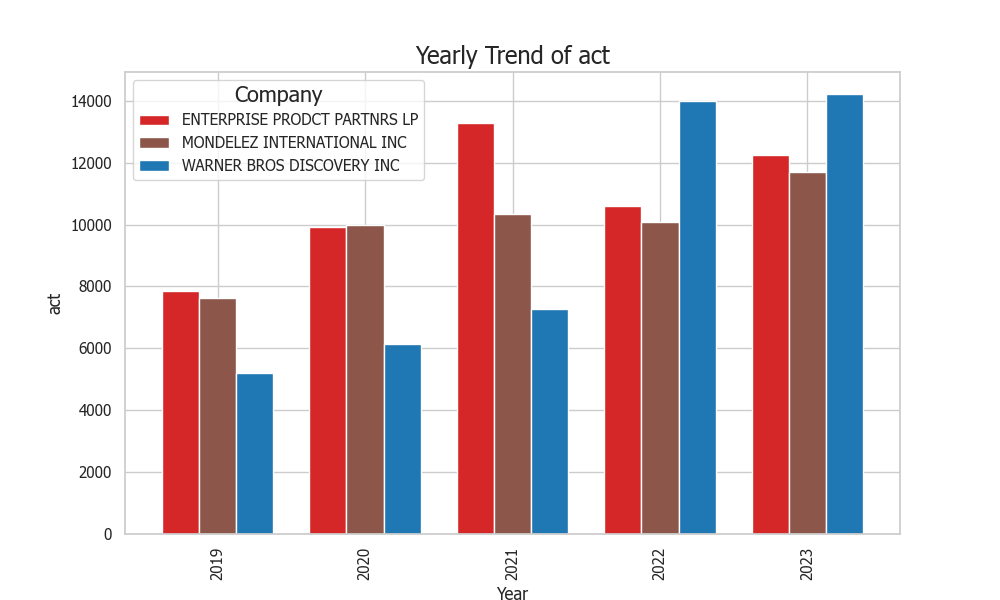 Yearly Trend of act
Company
ENTERPRISE PRODCT PARTNRS LP
MONDELEZ INTERNATIONAL INC
WARNER BROS DISCOVERY INC
14000
12000
10000
8000
6000
4000
2000
0
act
2019
2020
2021
2022
2023
Year